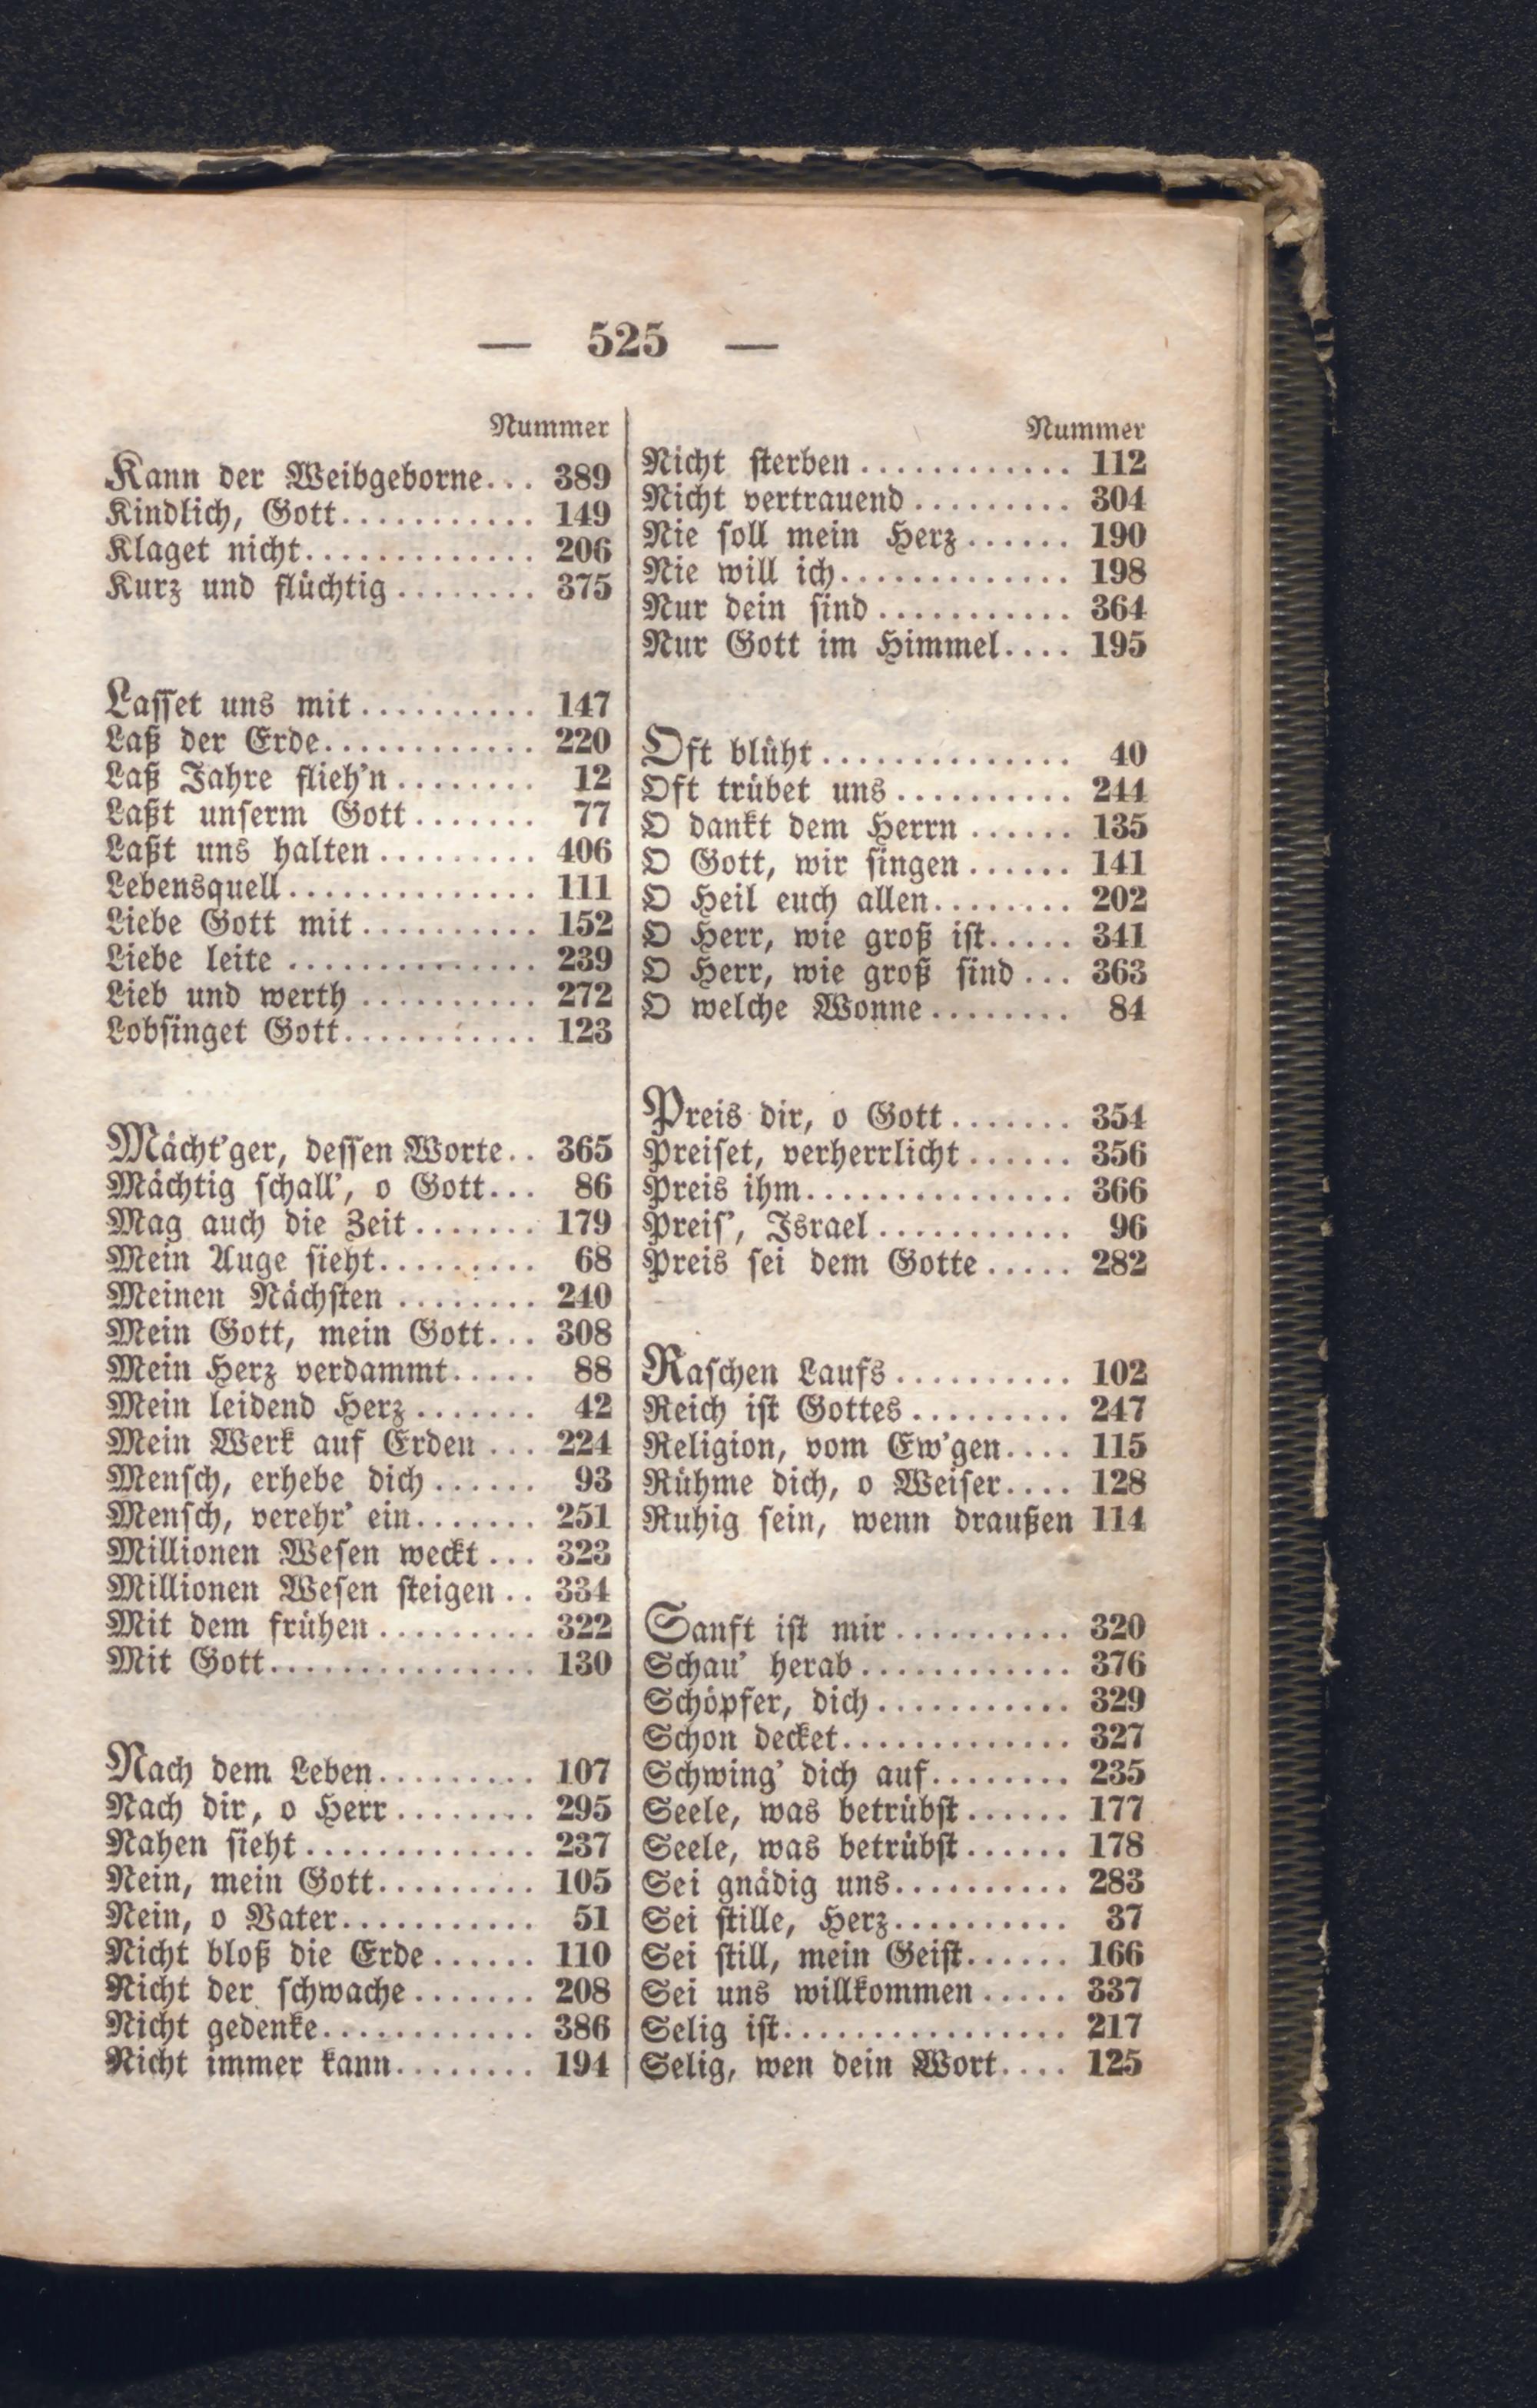 — 525 —
Nummer
Kann der Weibgeborne... 389
Kindlich, Gott........... 149
Klaget nicht............. 206
Kurz und flüchtig........ 375
Lasset uns mit.......... 147
Laß der Erde............ 220
Laß Jahre flieh'n........ 12
Laßt unserm Gott....... 77
Laßt uns halten......... 406
Lebensquell.............. 111
Liebe Gott mit.......... 152
Liebe leite .............. 239
Lieb und werth .......... 272
Lobsinget Gott........... 123
Mächt'ger, dessen Worte.. 365
Mächtig schall', o Gott... 86
Mag auch die Zeit....... 179
Mein Auge sieht......... 68
Meinen Nächsten ........ 240
Mein Gott, mein Gott... 308
Mein Herz verdammt..... 88
Mein leidend Herz....... 42
Mein Werk auf Erden ... 224
Mensch, erhebe dich...... 93
Mensch, verehr' ein....... 251
Millionen Wesen weckt... 323
Millionen Wesen steigen.. 334
Mit dem frühen......... 322
Mit Gott............... 130
Nach dem Leben......... 107
Nach dir, o Herr........ 295
Nahen sieht............. 237
Nein, mein Gott......... 105
Nein, o Vater........... 51
Nicht bloß die Erde...... 110
Nicht der schwache....... 208
Nicht gedenke............ 386
Nicht immer kann........ 194
Nummer
Nicht sterben............ 112
Nicht vertrauend......... 304
Nie soll mein Herz...... 190
Nie will ich............. 198
Nur dein sind........... 364
Nur Gott im Himmel.... 195
Oft blüht.............. 40
Oft trübet uns.......... 244
O dankt dem Herrn ...... 135
O Gott, wir singen...... 141
O Heil euch allen........ 202
O Herr, wie groß ist..... 341
O Herr, wie groß sind... 363
O welche Wonne........ 84
Preis dir, o Gott....... 354
Preiset, verherrlicht...... 356
Preis ihm............... 366
Preis', Israel........... 96
Preis sei dem Gotte..... 282
Raschen Laufs.......... 102
Reich ist Gottes......... 247
Religion, vom Ew'gen.... 115
Rühme dich, o Weiser.... 128
Ruhig sein, wenn draußen 114
Sanft ist mir.......... 320
Schau' herab............ 376
Schöpfer, dich........... 329
Schon decket............. 327
Schwing' dich auf........ 235
Seele, was betrübst...... 177
Seele, was betrübst...... 178
Sei gnädig uns.......... 283
Sei stille, Herz.......... 37
Sei still, mein Geist...... 166
Sei uns willkommen..... 337
Selig ist................ 217
Selig, wen dein Wort.... 125